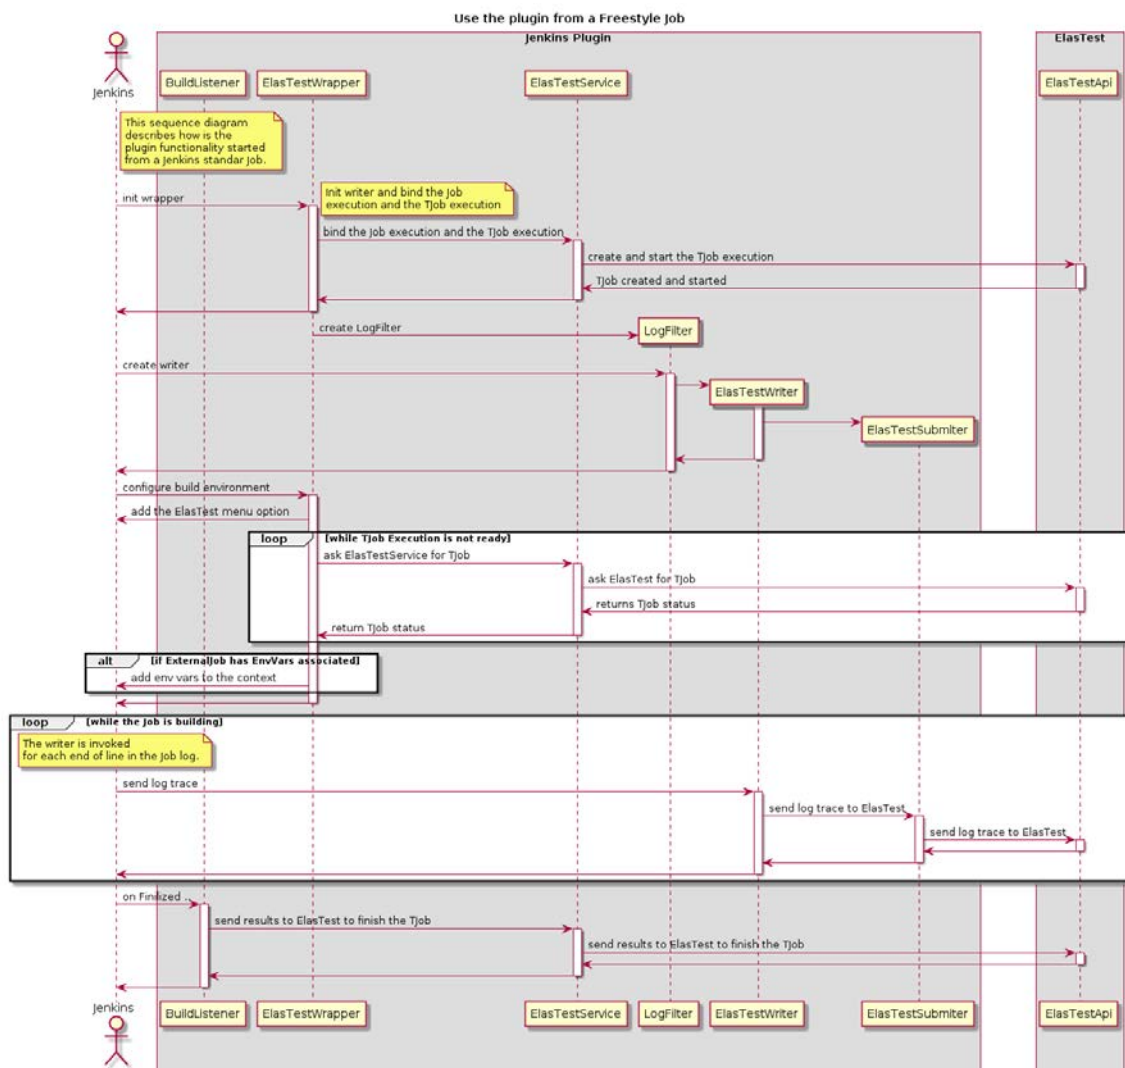 Use the plugin from a Freestyle Job
Jenkins Plugin
ElasTest
Jenkins
BuildListener
ElasTestWrapper
ElasTestService
ElasTestApi
This sequence diagram
describes how is the
plugin functionality started
from a Jenkins standar Job.
init wrapper
Init writer and bind the Job
execution and the TJob execution
bind the Job execution and the TJob execution
create and start the TJob execution
TJob created and started
create LogFilter
LogFilter
create writer
ElasTestWriter
ElasTestSubmiter
configure build environment
add the ElasTest menu option
loop
[while TJob Execution is not ready]
ask ElasTestService for TJob
ask ElasTest for TJob
returns TJob status
return TJob status
alt
[if ExternalJob has EnvVars associated]
add env vars to the context
loop
[while the Job is building]
The writer is invoked
for each end of line in the Job log.
send log trace
send log trace to ElasTest
send log trace to ElasTest
on Finilized ..
send results to ElasTest to finish the TJob
send results to ElasTest to finish the TJob
Jenkins
BuildListener
ElasTestWrapper
ElasTestService
LogFilter
ElasTestWriter
ElasTestSubmiter
ElasTestApi